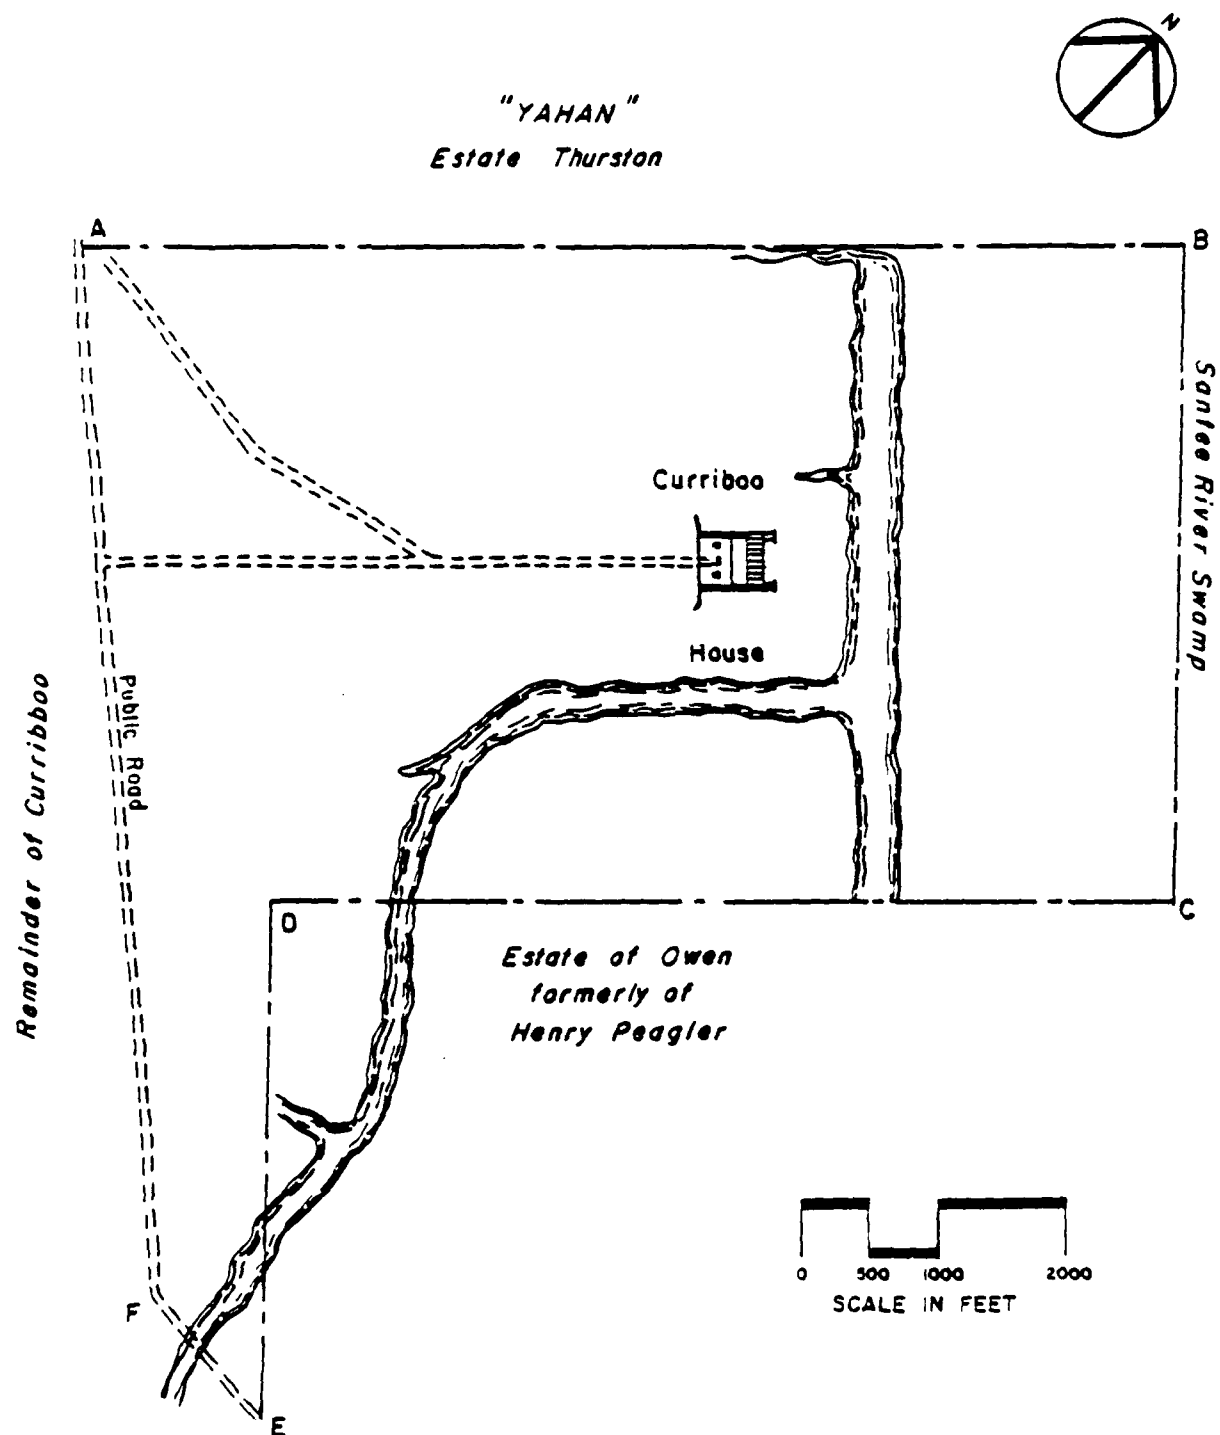 N
"YAHAN"
Estate Thurston
A
B
Santee River Swamp
Curriboo
House
Public Road
Remainder of Curribboo
D
C
Estate of Owen
formerly of
Henry Peagler
F
E
0 500 1000 2000
SCALE IN FEET